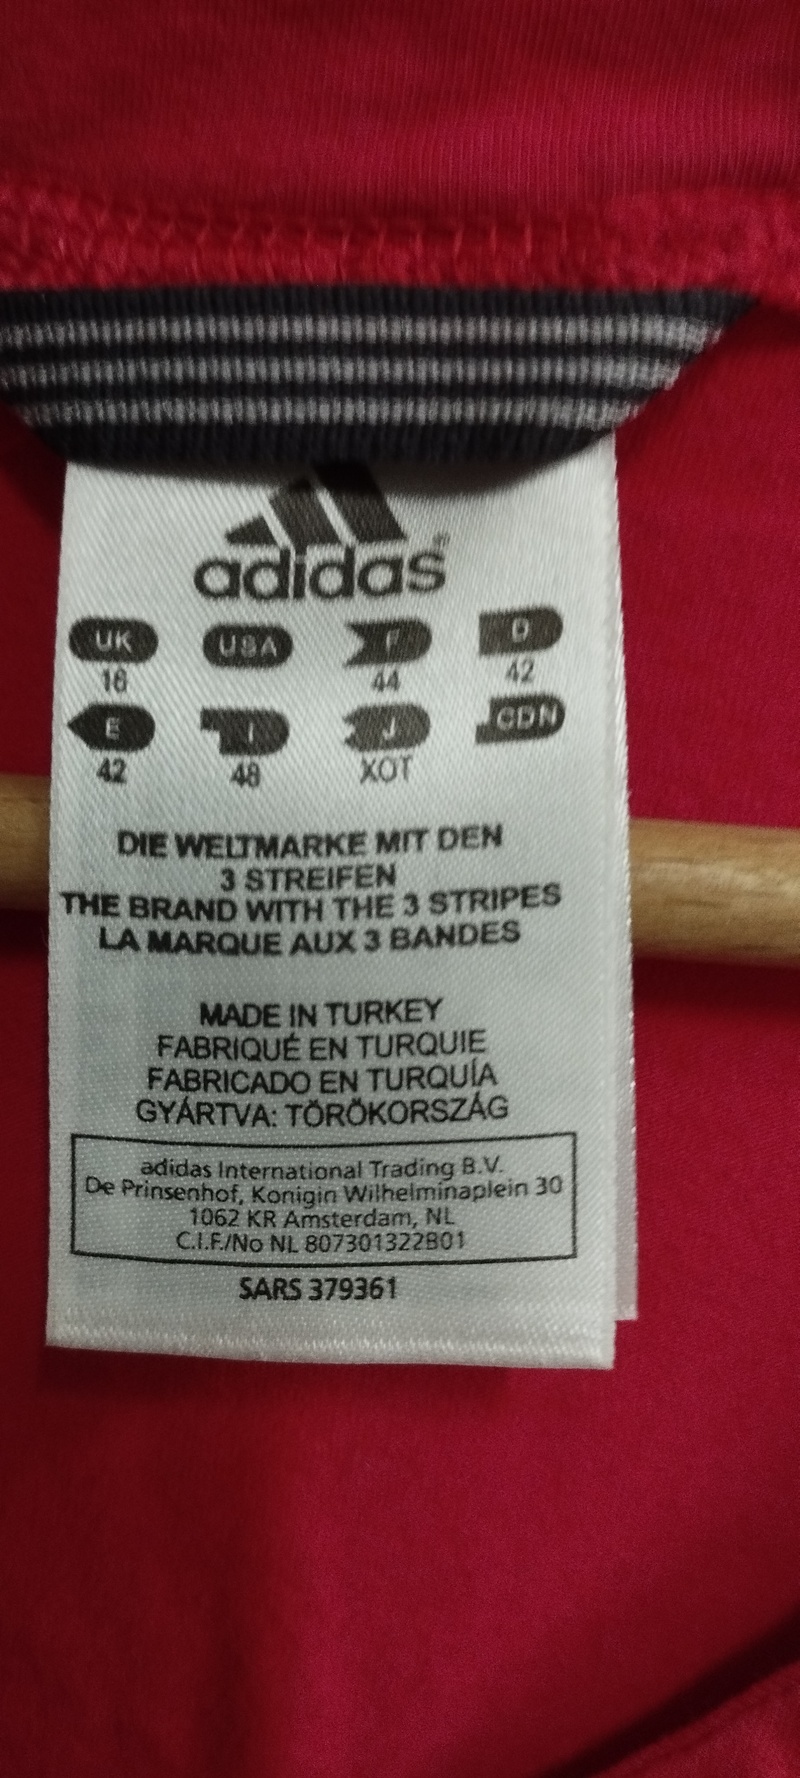 adidas®
UK USA F D
16 44 42
E I J CDN
42 48 XOT
DIE WELTMARKE MIT DEN
3 STREIFEN
THE BRAND WITH THE 3 STRIPES
LA MARQUE AUX 3 BANDES
MADE IN TURKEY
FABRIQUÉ EN TURQUIE
FABRICADO EN TURQUÍA
GYÁRTVA: TÖRÖKORSZÁG
adidas International Trading B.V.
De Prinsenhof, Konigin Wilhelminaplein 30
1062 KR Amsterdam, NL
C.I.F./No NL 807301322B01
SARS 379361